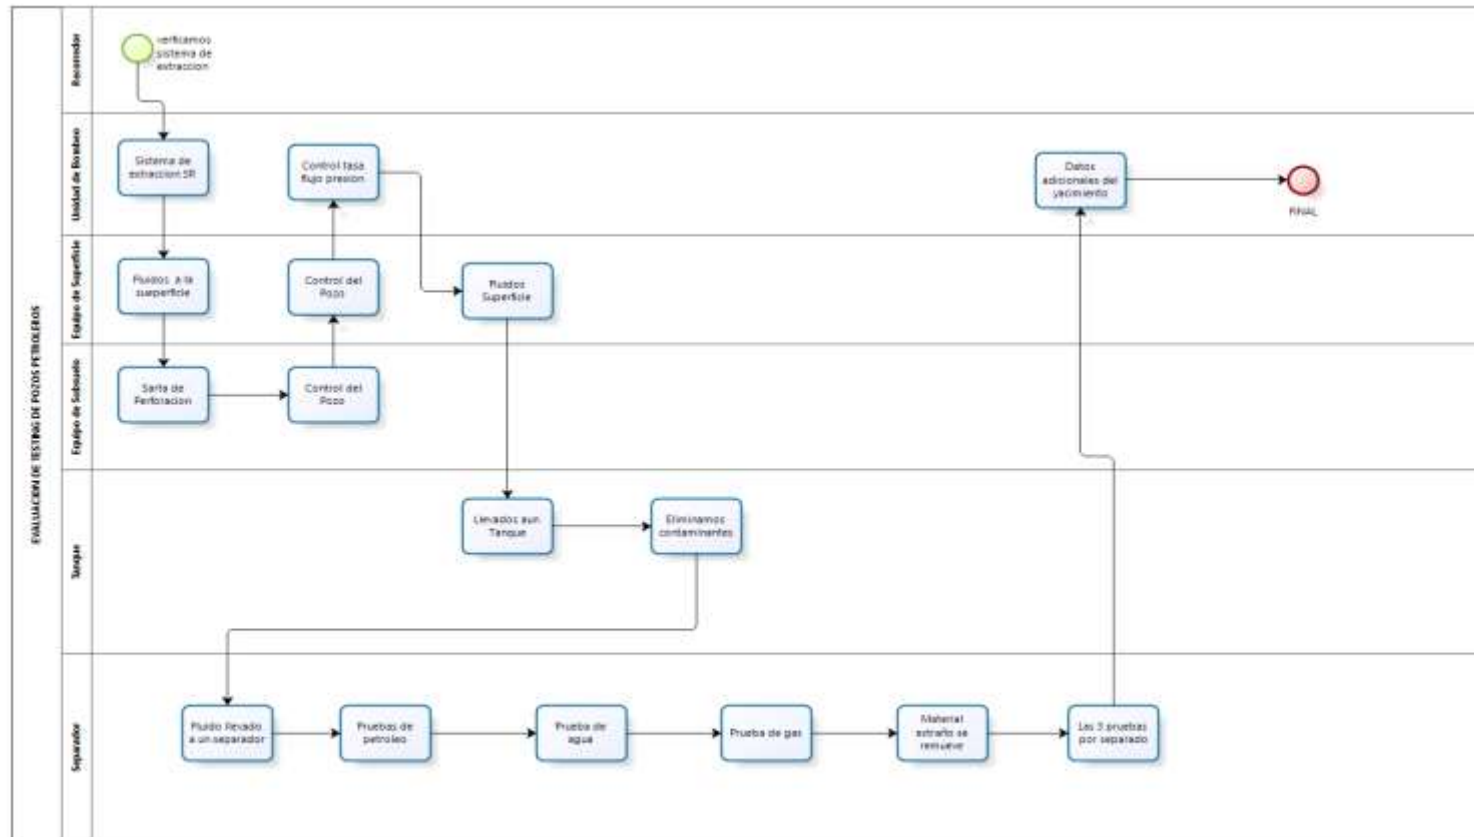 EVALUACION DE TESTING DE POZOS PETROLEROS
Recorredor
verficamos
sistema de
extraccion
Unidad de Bombeo
Sistema de
extraccion SR
Control tasa
flujo presion
Datos
adicionales del
yacimiento
FINAL
Equipo de Superficie
Fluidos a la
sueperficie
Control del
Pozo
Fluidos
Superficie
Equipo de Subsuelo
Sarta de
Perforacion
Control del
Pozo
Tanque
Llevados aun
Tanque
Eliminamos
contaminantes
Separador
Fluido llevado
a un separador
Pruebas de
petroleo
Prueba de
agua
Prueba de gas
Material
extraño se
remueve
Las 3 pruebas
por separado